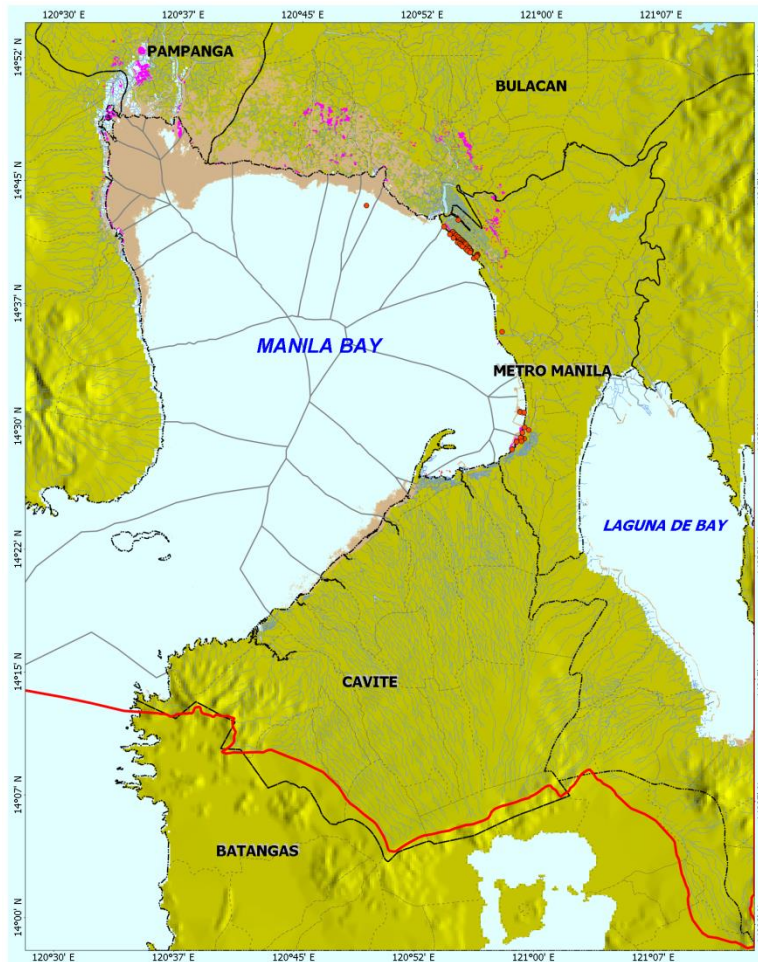 120°30' E 120°37' E 120°45' E 120°52' E 121°00' E 121°07' E
14°52' N
14°45' N
14°37' N
14°30' N
14°22' N
14°15' N
14°07' N
14°00' N
PAMPANGA
BULACAN
MANILA BAY
METRO MANILA
LAGUNA DE BAY
CAVITE
BATANGAS
120°30' E 120°37' E 120°45' E 120°52' E 121°00' E 121°07' E